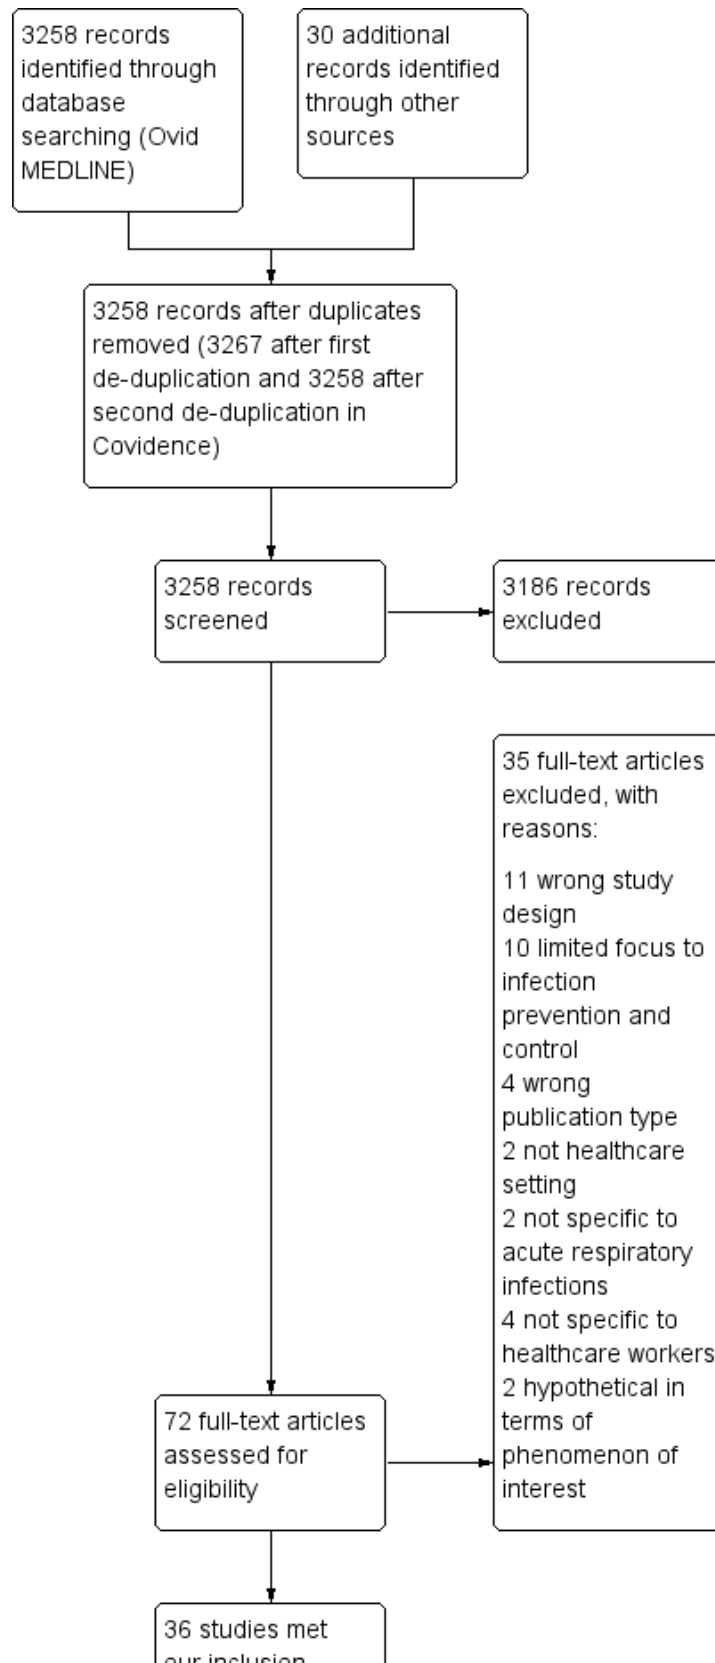 3258 records
identified through
database
searching (Ovid
MEDLINE)
30 additional
records identified
through other
sources
3258 records after duplicates
removed (3267 after first
de-duplication and 3258 after
second de-duplication in
Covidence)
3258 records
screened
3186 records
excluded
35 full-text articles
excluded, with
reasons:
11 wrong study
design
10 limited focus to
infection
prevention and
control
4 wrong
publication type
2 not healthcare
setting
2 not specific to
acute respiratory
infections
4 not specific to
healthcare workers
2 hypothetical in
terms of
phenomenon of
interest
72 full-text articles
assessed for
eligibility
36 studies met
our inclusion